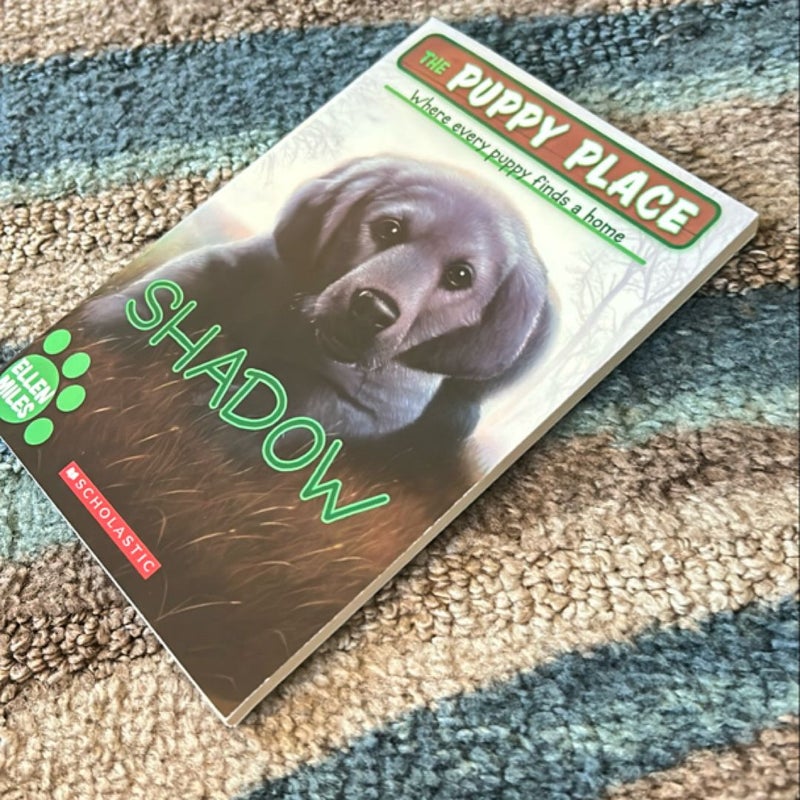 THE PUPPY PLACE
Where every puppy finds a home
SHADOW
ELLEN
MILES
SCHOLASTIC